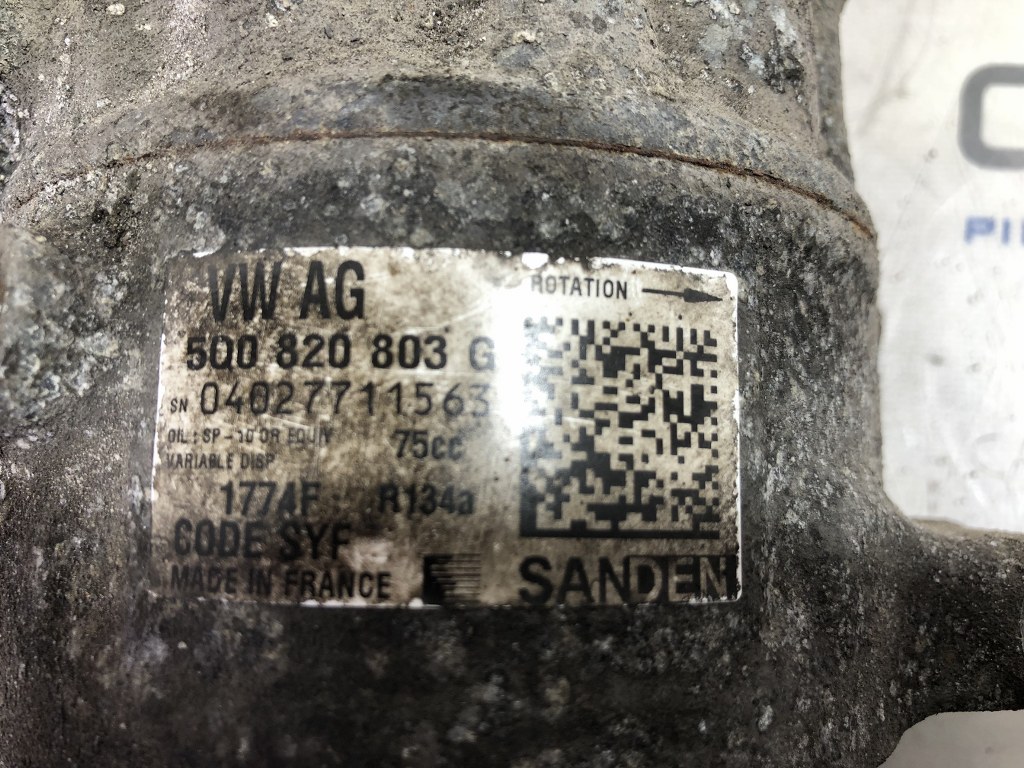 VW AG
ROTATION
5Q0 820 803 G
SN 04027711563
OIL : SP - 10 OR EQUIV 75cc
VARIABLE DISP
1774F R134a
CODE SYF
MADE IN FRANCE
SANDEN